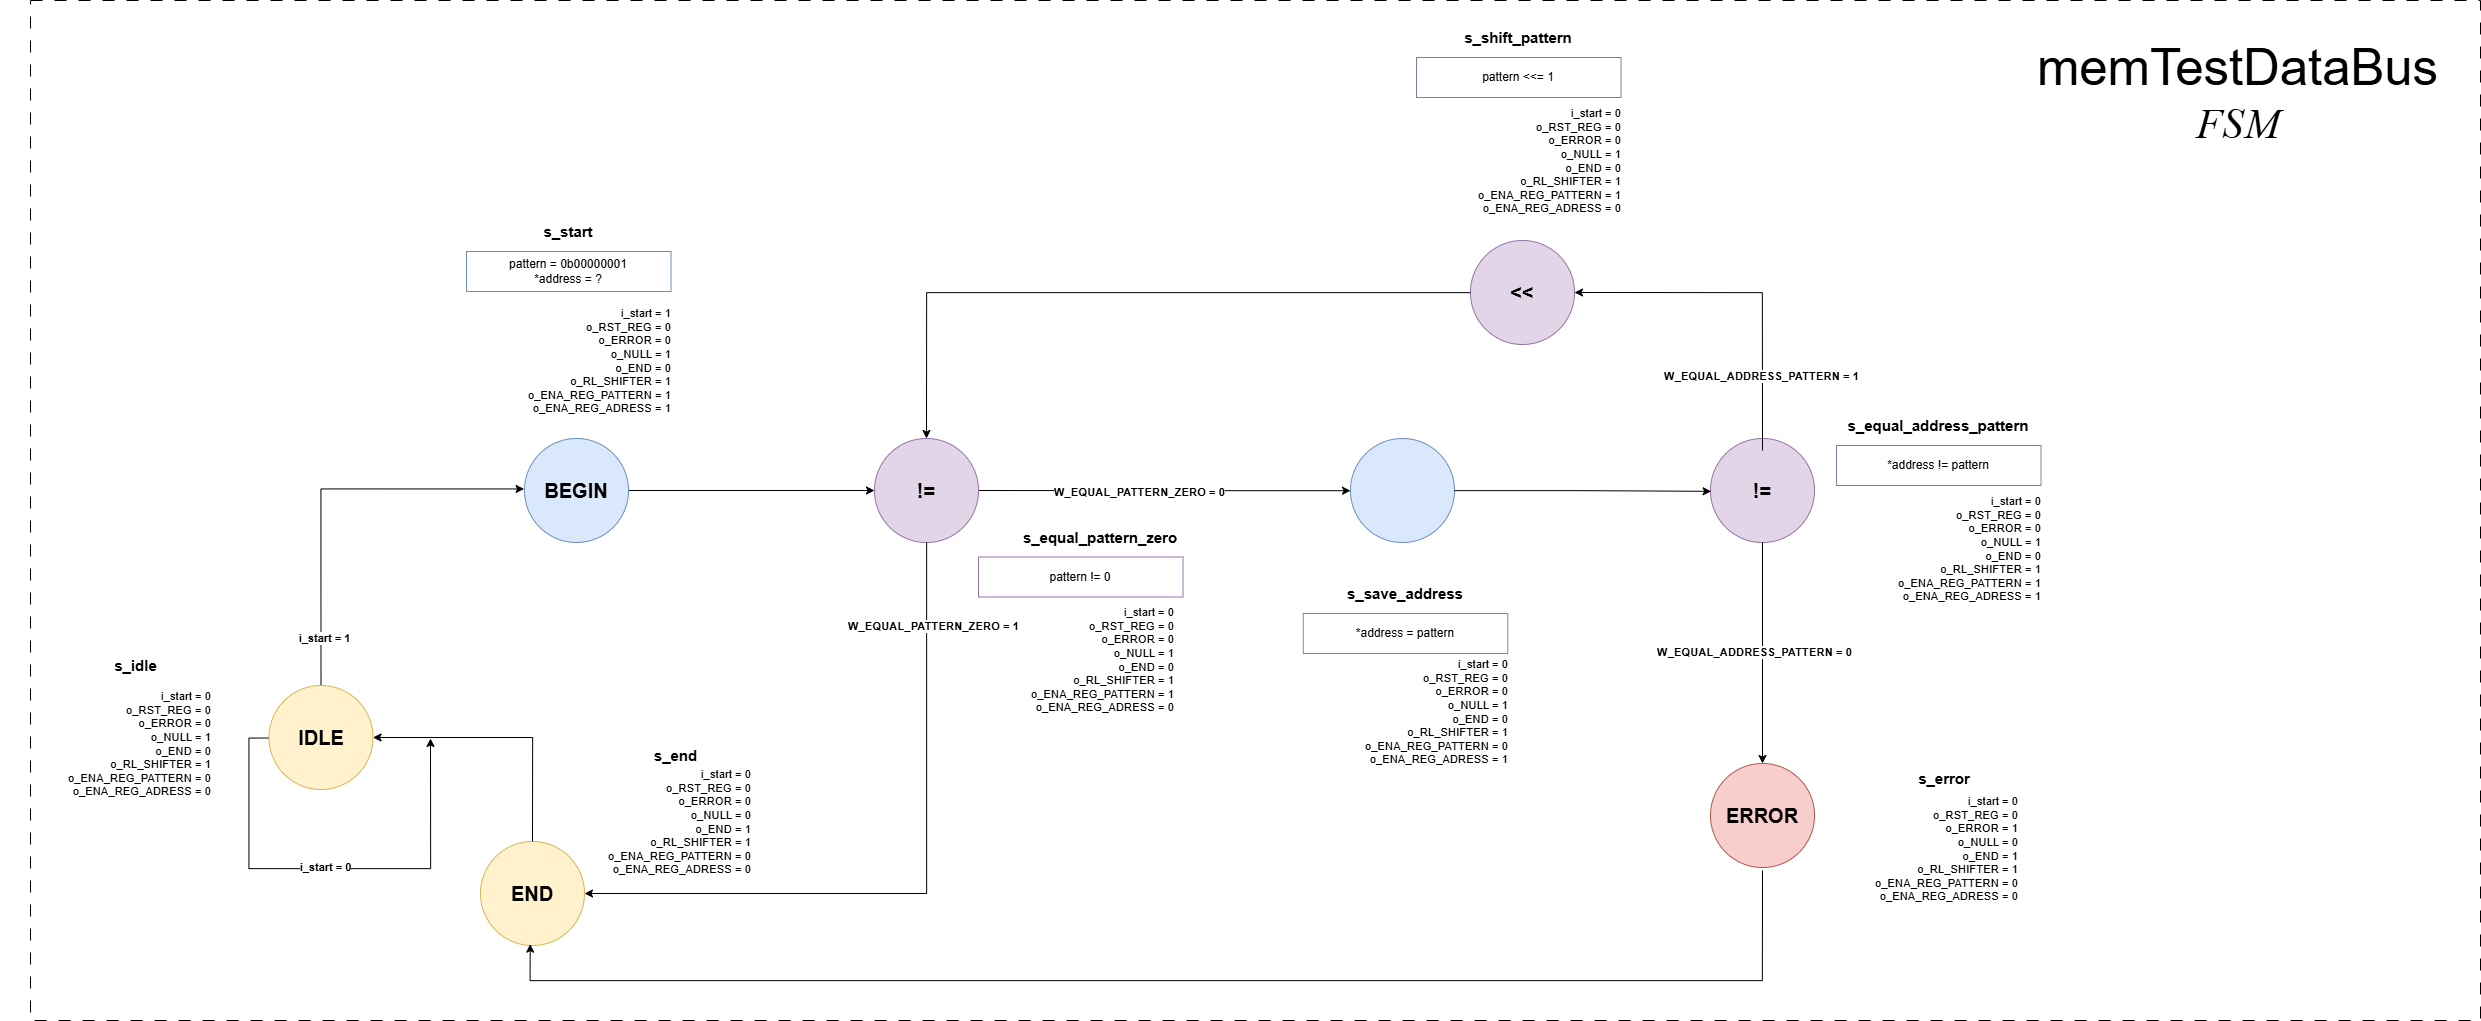 memTestDataBus
FSM
s_shift_pattern
pattern <<= 1
i_start = 0
o_RST_REG = 0
o_ERROR = 0
o_NULL = 1
o_END = 0
o_RL_SHIFTER = 1
o_ENA_REG_PATTERN = 1
o_ENA_REG_ADRESS = 0
<<
s_start
pattern = 0b00000001
*address = ?
i_start = 1
o_RST_REG = 0
o_ERROR = 0
o_NULL = 1
o_END = 0
o_RL_SHIFTER = 1
o_ENA_REG_PATTERN = 1
o_ENA_REG_ADRESS = 1
BEGIN
!=
W_EQUAL_PATTERN_ZERO = 0
W_EQUAL_ADDRESS_PATTERN = 1
!=
s_equal_address_pattern
*address != pattern
i_start = 0
o_RST_REG = 0
o_ERROR = 0
o_NULL = 1
o_END = 0
o_RL_SHIFTER = 1
o_ENA_REG_PATTERN = 1
o_ENA_REG_ADRESS = 1
s_equal_pattern_zero
pattern != 0
i_start = 0
o_RST_REG = 0
o_ERROR = 0
o_NULL = 1
o_END = 0
o_RL_SHIFTER = 1
o_ENA_REG_PATTERN = 1
o_ENA_REG_ADRESS = 0
W_EQUAL_PATTERN_ZERO = 1
s_save_address
*address = pattern
i_start = 0
o_RST_REG = 0
o_ERROR = 0
o_NULL = 1
o_END = 0
o_RL_SHIFTER = 1
o_ENA_REG_PATTERN = 0
o_ENA_REG_ADRESS = 1
W_EQUAL_ADDRESS_PATTERN = 0
i_start = 1
s_idle
i_start = 0
o_RST_REG = 0
o_ERROR = 0
o_NULL = 1
o_END = 0
o_RL_SHIFTER = 1
o_ENA_REG_PATTERN = 0
o_ENA_REG_ADRESS = 0
IDLE
i_start = 0
s_end
i_start = 0
o_RST_REG = 0
o_ERROR = 0
o_NULL = 0
o_END = 1
o_RL_SHIFTER = 1
o_ENA_REG_PATTERN = 0
o_ENA_REG_ADRESS = 0
END
ERROR
s_error
i_start = 0
o_RST_REG = 0
o_ERROR = 1
o_NULL = 0
o_END = 1
o_RL_SHIFTER = 1
o_ENA_REG_PATTERN = 0
o_ENA_REG_ADRESS = 0